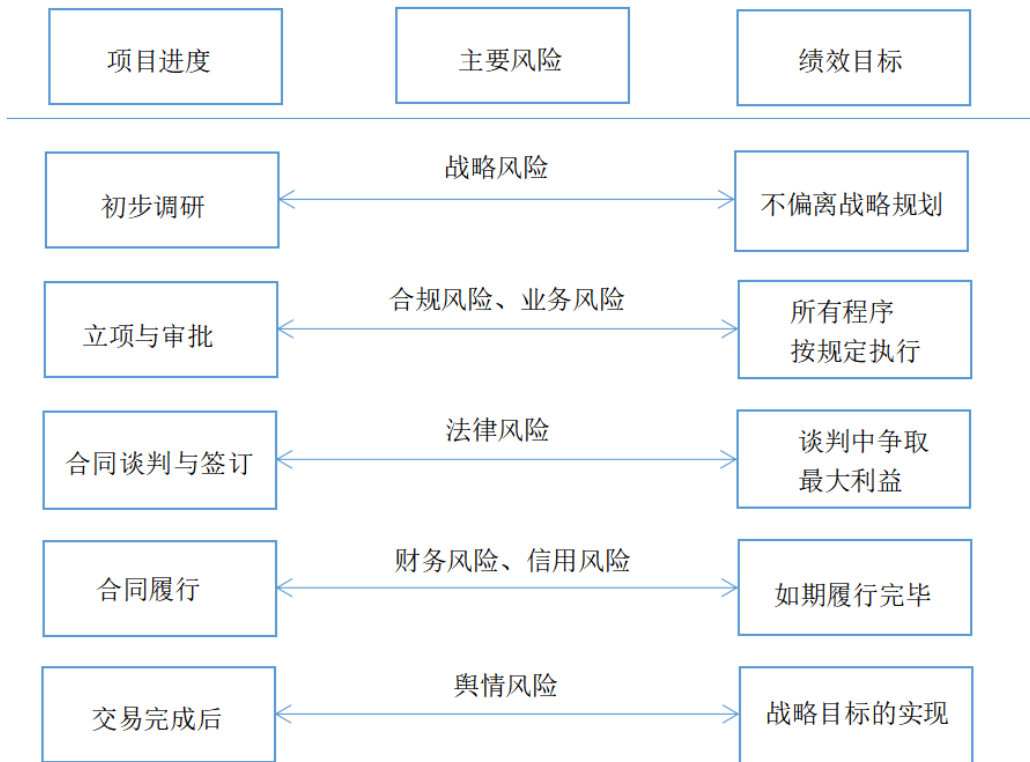 项目进度
主要风险
绩效目标
初步调研
战略风险
不偏离战略规划
立项与审批
合规风险、业务风险
所有程序
按规定执行
合同谈判与签订
法律风险
谈判中争取
最大利益
合同履行
财务风险、信用风险
如期履行完毕
交易完成后
舆情风险
战略目标的实现